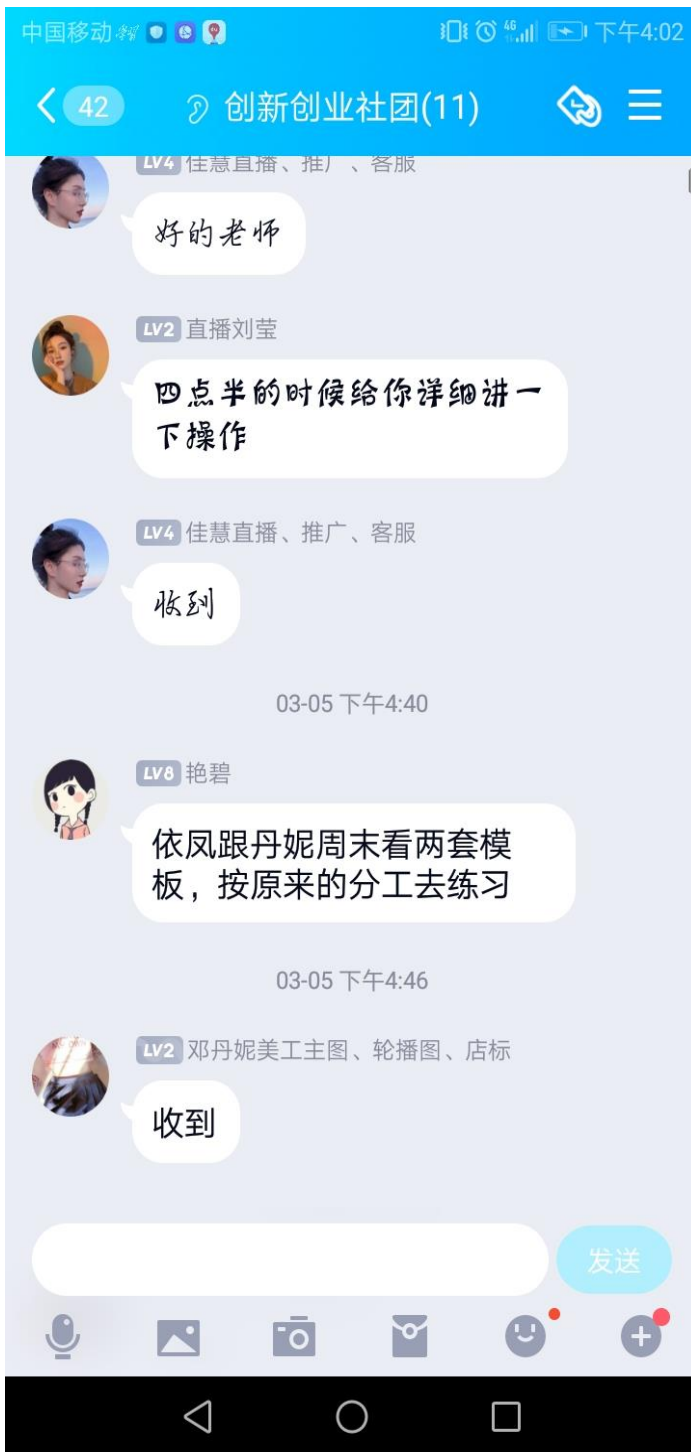 中国移动
46
下午4:02
42
创新创业社团(11)
LV4 佳慧直播、推广、客服
好的老师
LV2 直播刘莹
四点半的时候给你详细讲一
下操作
LV4 佳慧直播、推广、客服
收到
03-05 下午4:40
LV8 艳碧
依凤跟丹妮周末看两套模
板，按原来的分工去练习
03-05 下午4:46
LV2 邓丹妮美工主图、轮播图、店标
收到
发送